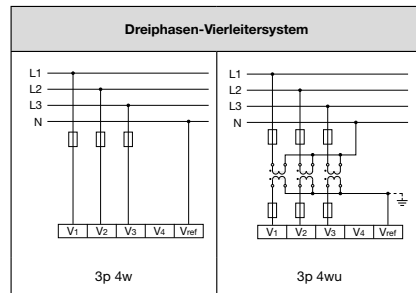 Dreiphasen-Vierleitersystem
L1
L2
L3
N
V1 V2 V3 V4 Vref
3p 4w
L1
L2
L3
N
V1 V2 V3 V4 Vref
3p 4wu